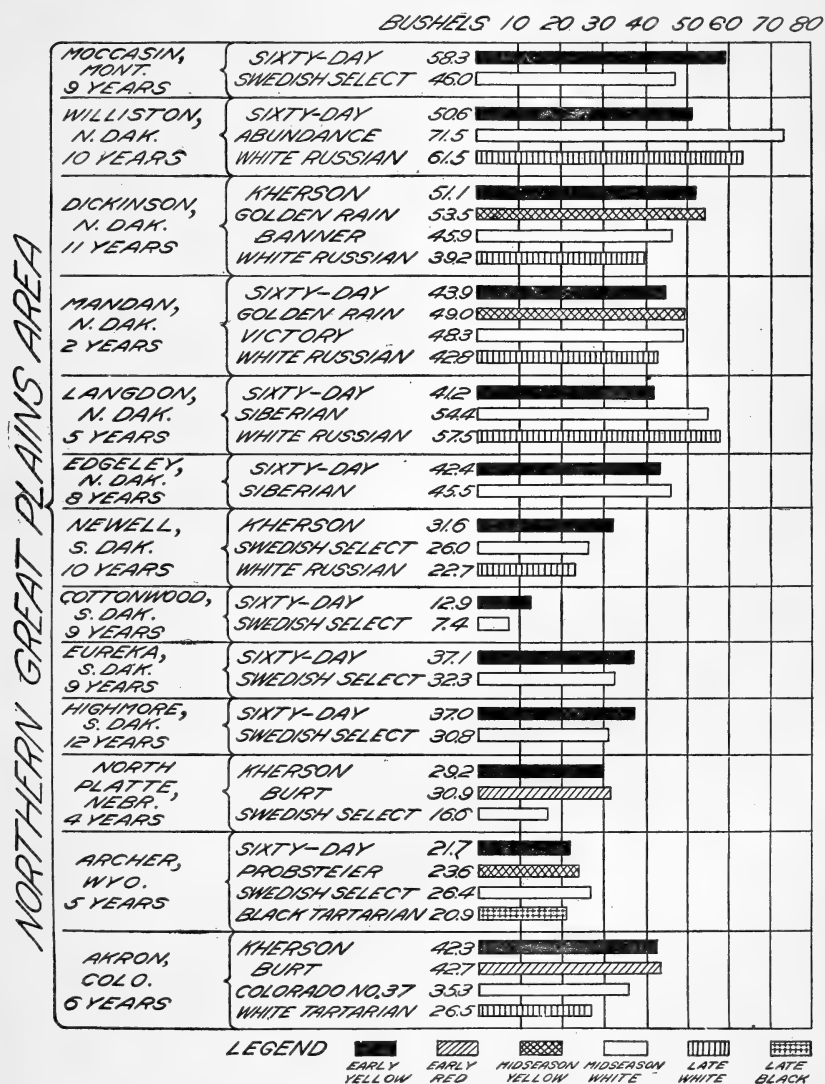 BUSHELS 10 20 30 40 50 60 70 80
NORTHERN GREAT PLAINS AREA
MOCCASIN,
MONT.
9 YEARS
SIXTY-DAY 58.3
SWEDISH SELECT 46.0
WILLISTON,
N. DAK.
10 YEARS
SIXTY-DAY 50.6
ABUNDANCE 71.5
WHITE RUSSIAN 61.5
DICKINSON,
N. DAK.
11 YEARS
KHERSON 51.1
GOLDEN RAIN 53.5
BANNER 45.9
WHITE RUSSIAN 39.2
MANDAN,
N. DAK.
2 YEARS
SIXTY-DAY 43.9
GOLDEN RAIN 49.0
VICTORY 48.3
WHITE RUSSIAN 42.8
LANGDON,
N. DAK.
5 YEARS
SIXTY-DAY 41.2
SIBERIAN 54.4
WHITE RUSSIAN 57.5
EDGELEY,
N. DAK.
8 YEARS
SIXTY-DAY 42.4
SIBERIAN 45.5
NEWELL,
S. DAK.
10 YEARS
KHERSON 31.6
SWEDISH SELECT 26.0
WHITE RUSSIAN 22.7
COTTONWOOD,
S. DAK.
9 YEARS
SIXTY-DAY 12.9
SWEDISH SELECT 7.4
EUREKA,
S. DAK.
9 YEARS
SIXTY-DAY 37.1
SWEDISH SELECT 32.3
HIGHMORE,
S. DAK.
12 YEARS
SIXTY-DAY 37.0
SWEDISH SELECT 30.8
NORTH
PLATTE,
NEBR.
4 YEARS
KHERSON 29.2
BURT 30.9
SWEDISH SELECT 16.6
ARCHER,
WYO.
5 YEARS
SIXTY-DAY 21.7
PROBSTEIER 23.6
SWEDISH SELECT 26.4
BLACK TARTARIAN 20.9
AKRON,
COLO.
6 YEARS
KHERSON 42.3
BURT 42.7
COLORADO NO.37 35.3
WHITE TARTARIAN 26.5
LEGEND
EARLY YELLOW
EARLY RED
MIDSEASON YELLOW
MIDSEASON WHITE
LATE WHITE
LATE BLACK